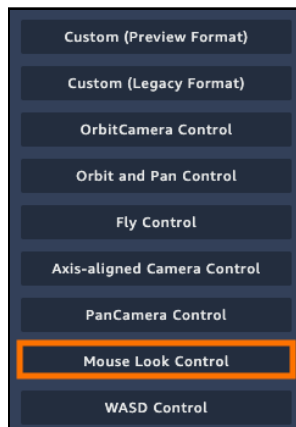 Custom (Preview Format)
Custom (Legacy Format)
OrbitCamera Control
Orbit and Pan Control
Fly Control
Axis-aligned Camera Control
PanCamera Control
Mouse Look Control
WASD Control